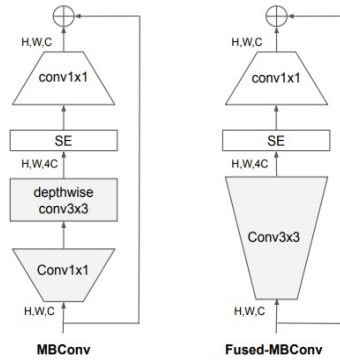 H,W,C
conv1x1
SE
H,W,4C
depthwise
conv3x3
Conv1x1
H,W,C
MBConv
H,W,C
conv1x1
SE
H,W,4C
Conv3x3
H,W,C
Fused-MBConv